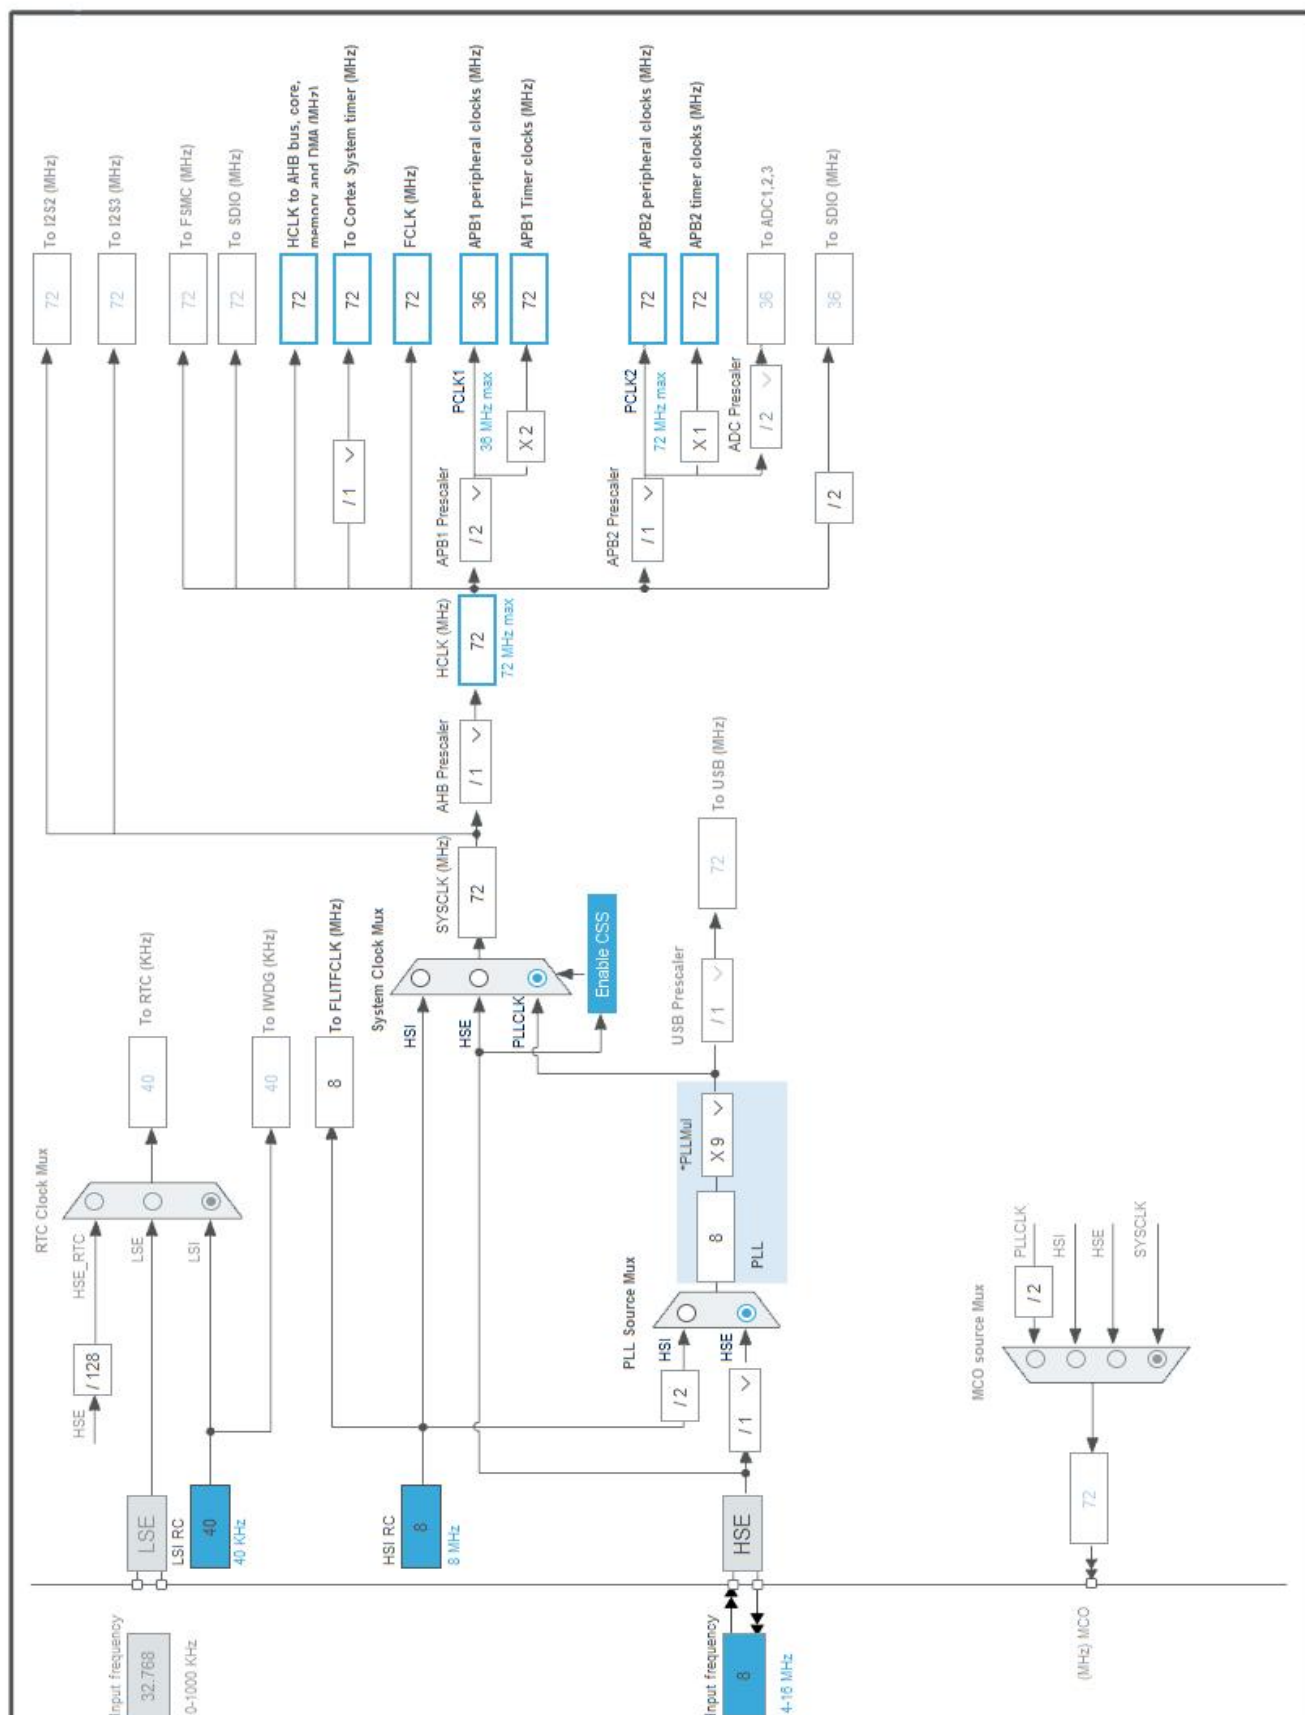 Input frequency
32.768
0-1000 KHz
LSE
LSI RC
40
40 KHz
HSE
/ 128
HSE_RTC
LSE
LSI
RTC Clock Mux
40
To RTC (KHz)
40
To IWDG (KHz)
8
To FLITFCLK (MHz)
HSI RC
8
8 MHz
Input frequency
8
4-16 MHz
HSE
/ 1
/ 2
HSI
HSE
PLL Source Mux
8
*PLLMul
X 9
PLL
USB Prescaler
/ 1
72
To USB (MHz)
HSI
HSE
PLLCLK
System Clock Mux
Enable CSS
SYSCLK (MHz)
72
AHB Prescaler
/ 1
HCLK (MHz)
72
72 MHz max
72
To I2S2 (MHz)
72
To I2S3 (MHz)
72
To FSMC (MHz)
72
To SDIO (MHz)
72
HCLK to AHB bus, core,
memory and DMA (MHz)
/ 1
72
To Cortex System timer (MHz)
72
FCLK (MHz)
APB1 Prescaler
/ 2
PCLK1
36 MHz max
36
APB1 peripheral clocks (MHz)
X 2
72
APB1 Timer clocks (MHz)
APB2 Prescaler
/ 1
PCLK2
72 MHz max
72
APB2 peripheral clocks (MHz)
X 1
72
APB2 timer clocks (MHz)
ADC Prescaler
/ 2
36
To ADC1,2,3
/ 2
36
To SDIO (MHz)
(MHz) MCO
72
MCO source Mux
/ 2
PLLCLK
HSI
HSE
SYSCLK